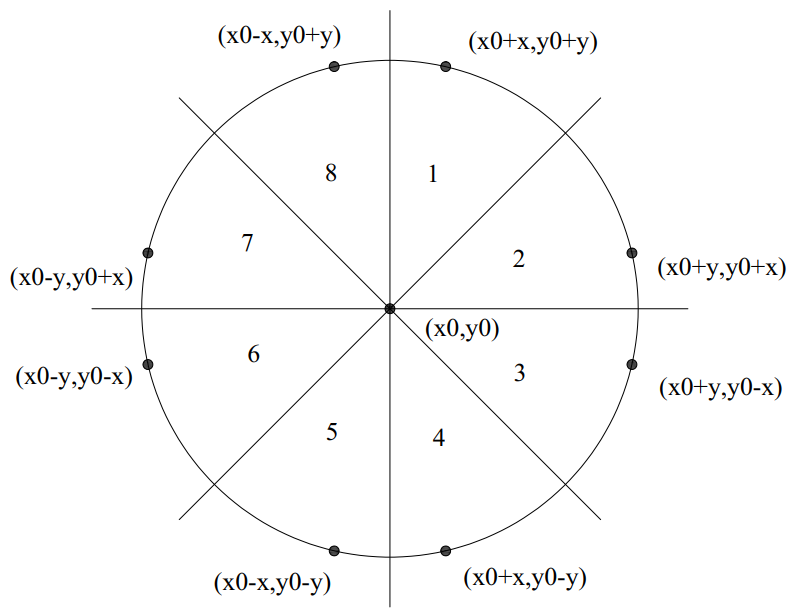 (x0-x,y0+y)
(x0+x,y0+y)
8
1
7
2
(x0-y,y0+x)
(x0+y,y0+x)
(x0,y0)
6
3
(x0-y,y0-x)
(x0+y,y0-x)
5
4
(x0-x,y0-y)
(x0+x,y0-y)